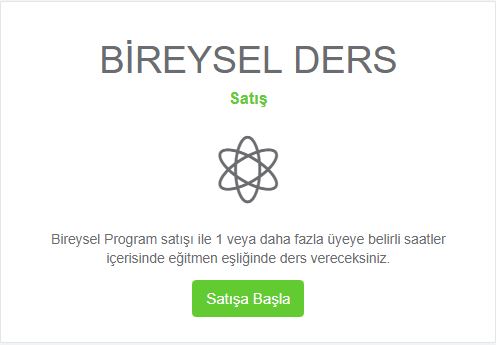 BİREYSEL DERS
Satış
Bireysel Program satışı ile 1 veya daha fazla üyeye belirli saatler
içerisinde eğitmen eşliğinde ders vereceksiniz.
Satışa Başla